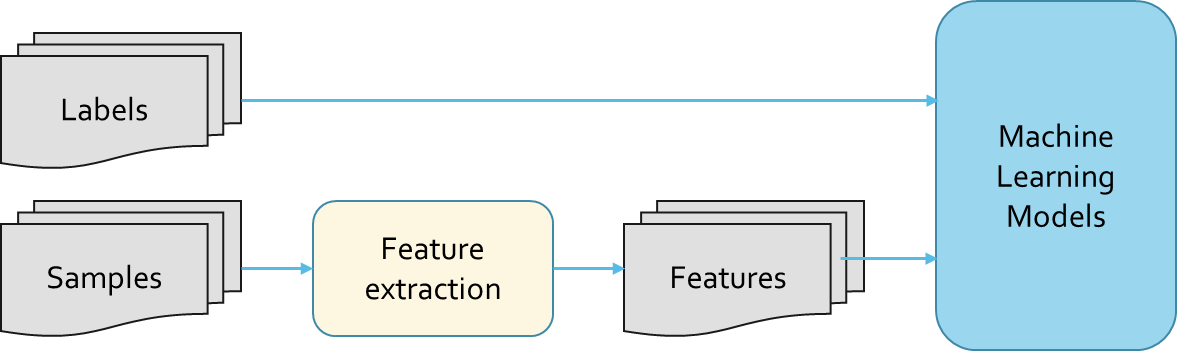 Labels
Machine
Learning
Models
Samples
Feature
extraction
Features